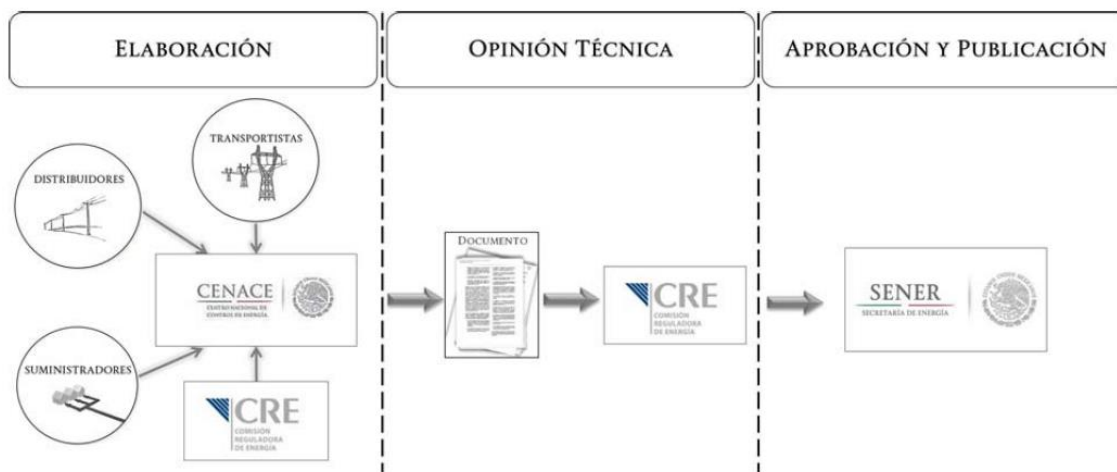 ELABORACIÓN
OPINIÓN TÉCNICA
APROBACIÓN Y PUBLICACIÓN
TRANSPORTISTAS
DISTRIBUIDORES
CENACE
CENTRO NACIONAL DE
CONTROL DE ENERGÍA
SUMINISTRADORES
CRE
COMISIÓN
REGULADORA
DE ENERGÍA
DOCUMENTO
CRE
COMISIÓN
REGULADORA
DE ENERGÍA
SENER
SECRETARÍA DE ENERGÍA